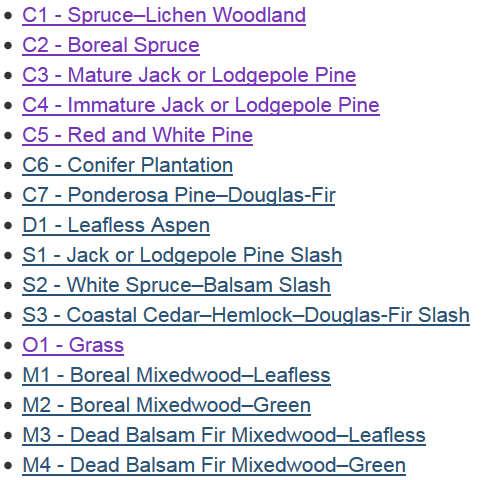 C1 - Spruce–Lichen Woodland
C2 - Boreal Spruce
C3 - Mature Jack or Lodgepole Pine
C4 - Immature Jack or Lodgepole Pine
C5 - Red and White Pine
C6 - Conifer Plantation
C7 - Ponderosa Pine–Douglas-Fir
D1 - Leafless Aspen
S1 - Jack or Lodgepole Pine Slash
S2 - White Spruce–Balsam Slash
S3 - Coastal Cedar–Hemlock–Douglas-Fir Slash
O1 - Grass
M1 - Boreal Mixedwood–Leafless
M2 - Boreal Mixedwood–Green
M3 - Dead Balsam Fir Mixedwood–Leafless
M4 - Dead Balsam Fir Mixedwood–Green